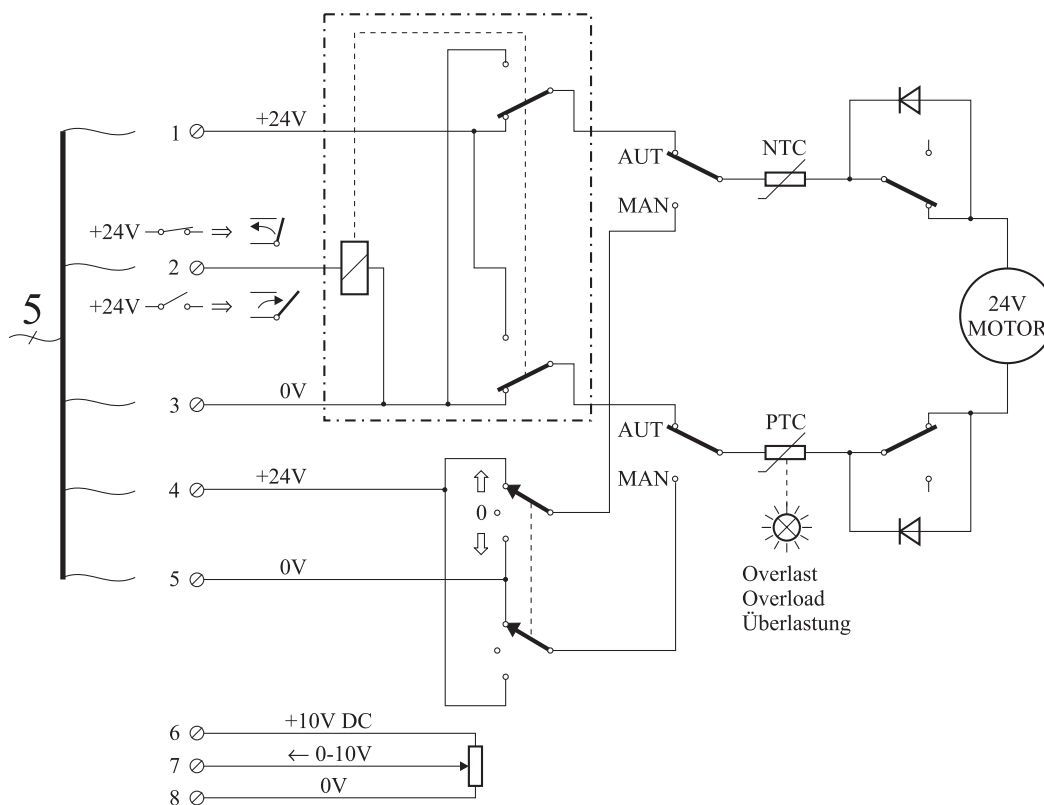 1 +24V
AUT
NTC
MAN
+24V ⇒
2
+24V ⇒
5
24V
MOTOR
3 0V
AUT
PTC
MAN
4 +24V
0
5 0V
Overlast
Overload
Überlastung
6 +10V DC
7 ← 0-10V
8 0V